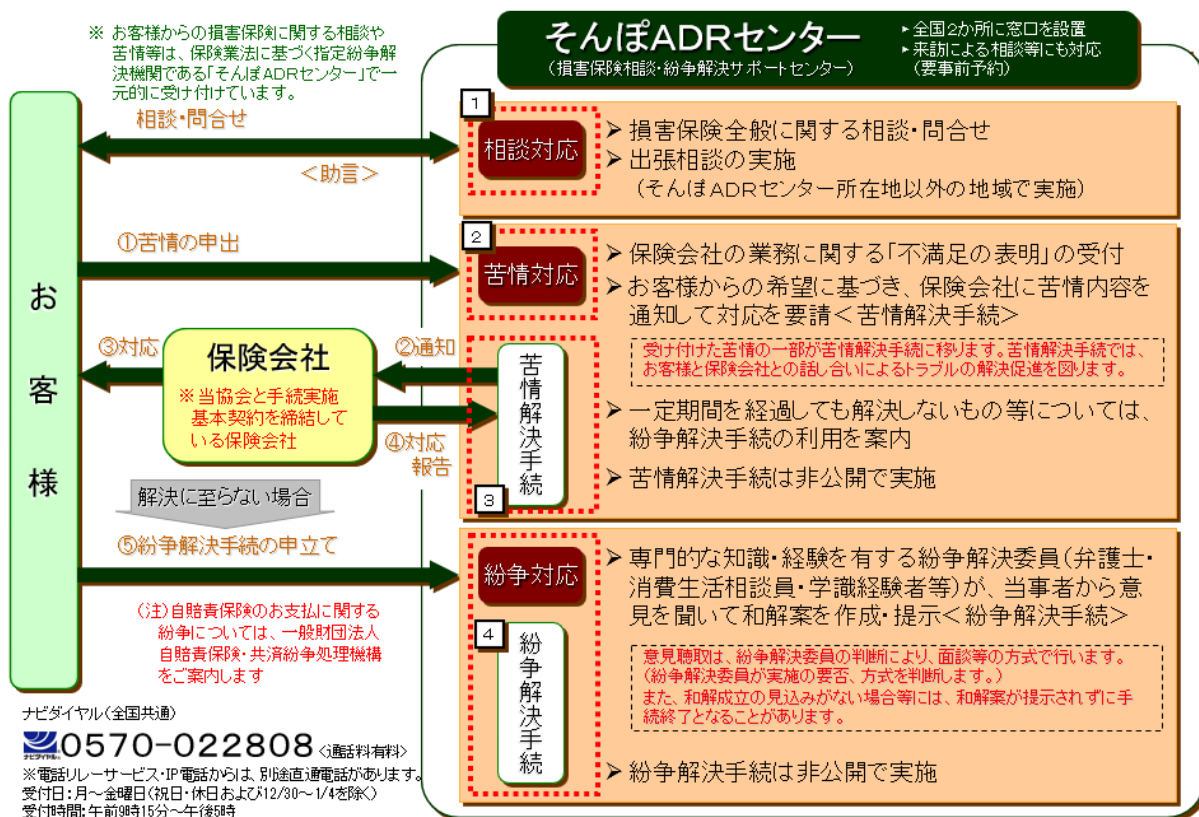 ※ お客様からの損害保険に関する相談や
苦情等は、保険業法に基づく指定紛争解
決機関である「そんぽADRセンター」で一
元的に受け付けています。
そんぽADRセンター
(損害保険相談・紛争解決サポートセンター)
▸全国2か所に窓口を設置
▸来訪による相談等にも対応
(要事前予約)
お客様
相談・問合せ
<助言>
1
相談対応
➢ 損害保険全般に関する相談・問合せ
➢ 出張相談の実施
(そんぽADRセンター所在地以外の地域で実施)
①苦情の申出
2
苦情対応
➢ 保険会社の業務に関する「不満足の表明」の受付
➢ お客様からの希望に基づき、保険会社に苦情内容を
通知して対応を要請<苦情解決手続>
受け付けた苦情の一部が苦情解決手続に移ります。苦情解決手続では、
お客様と保険会社との話し合いによるトラブルの解決促進を図ります。
➢ 一定期間を経過しても解決しないもの等については、
紛争解決手続の利用を案内
➢ 苦情解決手続は非公開で実施
③対応
保険会社
※当協会と手続実施
基本契約を締結して
いる保険会社
②通知
④対応
報告
苦情解決手続
3
解決に至らない場合
⑤紛争解決手続の申立て
紛争対応
➢ 専門的な知識・経験を有する紛争解決委員(弁護士・
消費生活相談員・学識経験者等)が、当事者から意
見を聞いて和解案を作成・提示<紛争解決手続>
4
紛争解決手続
意見聴取は、紛争解決委員の判断により、面談等の方式で行います。
(紛争解決委員が実施の要否、方式を判断します。)
また、和解成立の見込みがない場合等には、和解案が提示されずに手
続終了となることがあります。
➢ 紛争解決手続は非公開で実施
(注)自賠責保険のお支払に関する
紛争については、一般財団法人
自賠責保険・共済紛争処理機構
をご案内します
ナビダイヤル(全国共通)
ナビダイヤル
0570-022808<通話料有料>
※電話リレーサービス・IP電話からは、別途直通電話があります。
受付日:月~金曜日(祝日・休日および12/30~1/4を除く)
受付時間:午前9時15分~午後5時